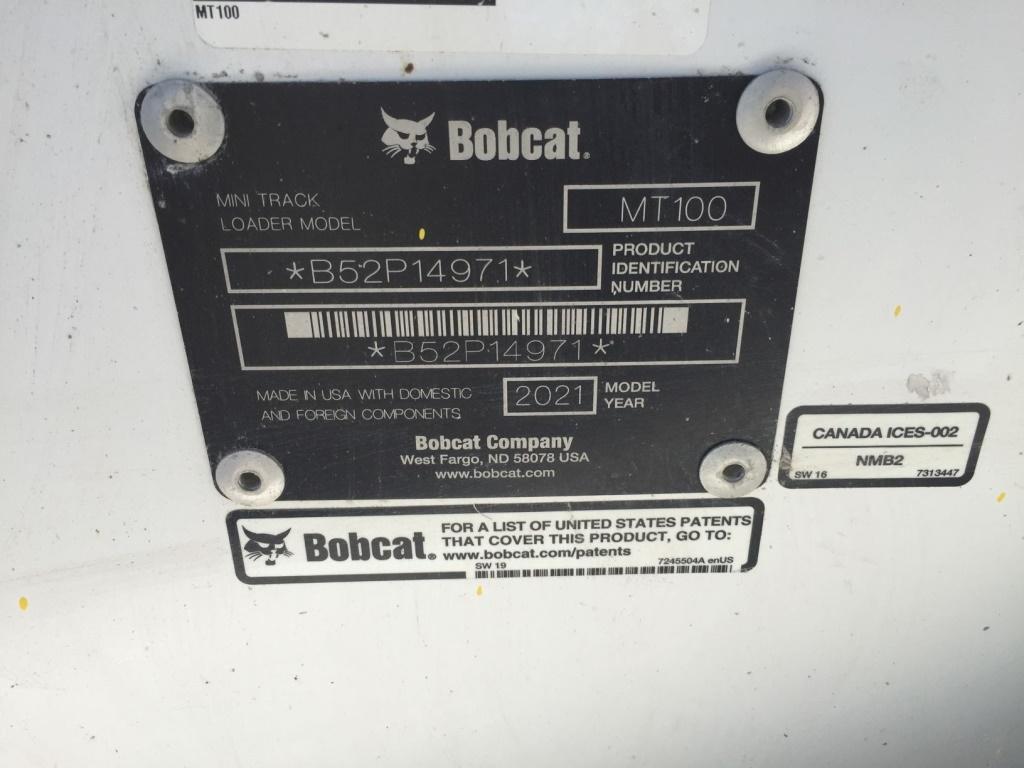 MT100
Bobcat.
MINI TRACK
LOADER MODEL
MT100
*B52P14971*
PRODUCT
IDENTIFICATION
NUMBER
*B52P14971*
MADE IN USA WITH DOMESTIC
AND FOREIGN COMPONENTS
2021
MODEL
YEAR
Bobcat Company
West Fargo, ND 58078 USA
www.bobcat.com
CANADA ICES-002
NMB2
SW 16 7313447
Bobcat.
FOR A LIST OF UNITED STATES PATENTS
THAT COVER THIS PRODUCT, GO TO:
www.bobcat.com/patents
SW 19 7245504A enUS